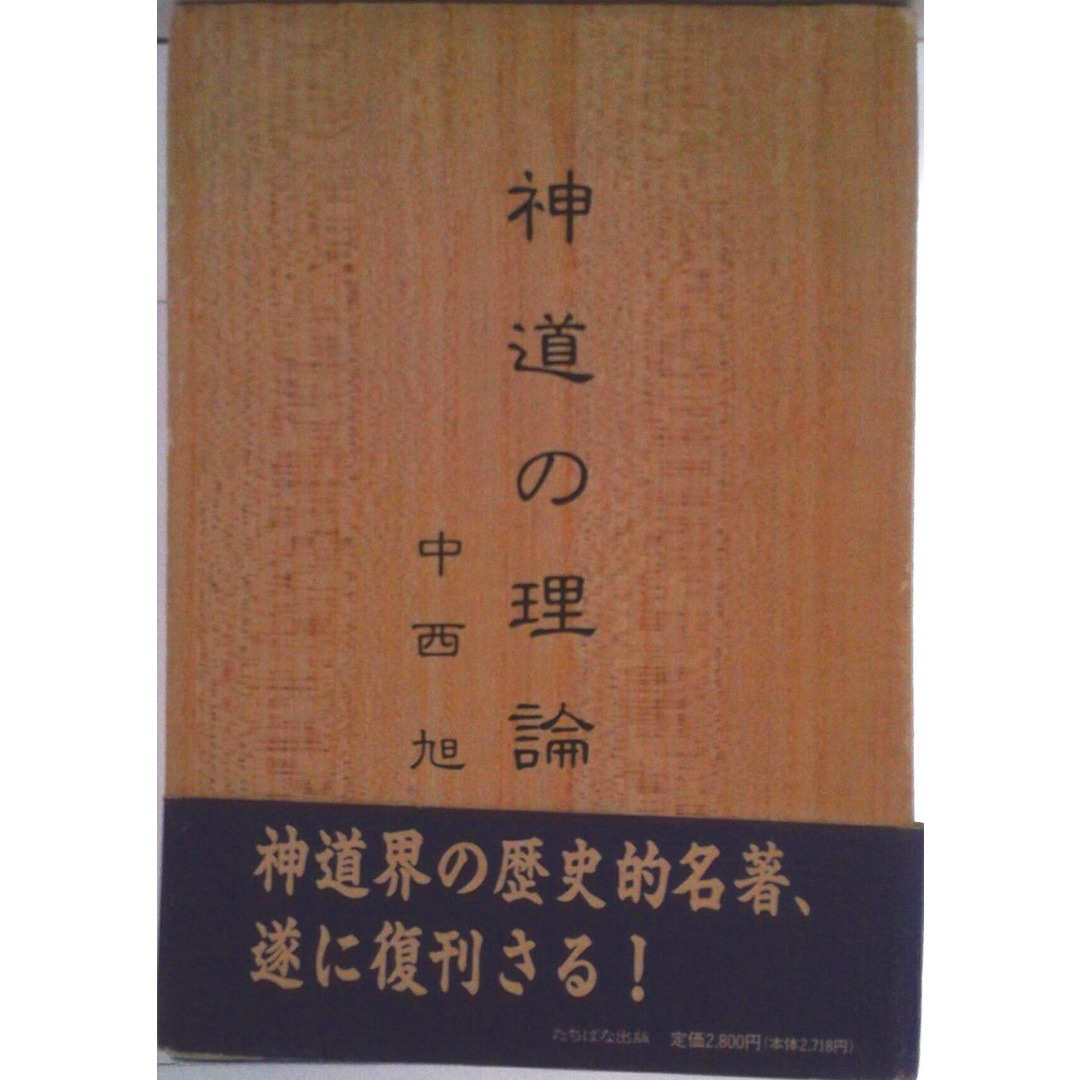 神道の理論
中西旭
神道界の歴史的名著、
遂に復刊さる!
たちばな出版 定価2,800円(本体2,718円)